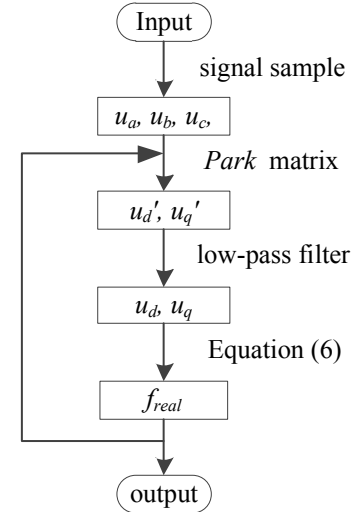 Input
signal sample
u_a, u_b, u_c,
Park matrix
u_d', u_q'
low-pass filter
u_d, u_q
Equation (6)
f_real
output